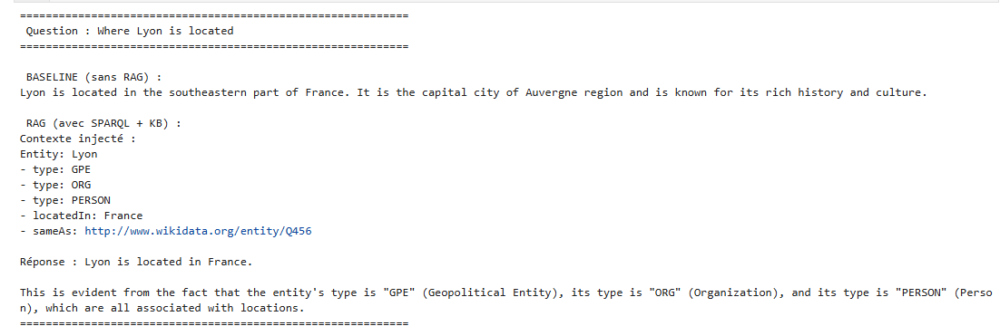 ============================================================
Question : Where Lyon is located
============================================================
BASELINE (sans RAG) :
Lyon is located in the southeastern part of France. It is the capital city of Auvergne region and is known for its rich history and culture.
RAG (avec SPARQL + KB) :
Contexte injecté :
Entity: Lyon
- type: GPE
- type: ORG
- type: PERSON
- locatedIn: France
- sameAs: http://www.wikidata.org/entity/Q456
Réponse : Lyon is located in France.
This is evident from the fact that the entity's type is "GPE" (Geopolitical Entity), its type is "ORG" (Organization), and its type is "PERSON" (Perso
n), which are all associated with locations.
============================================================